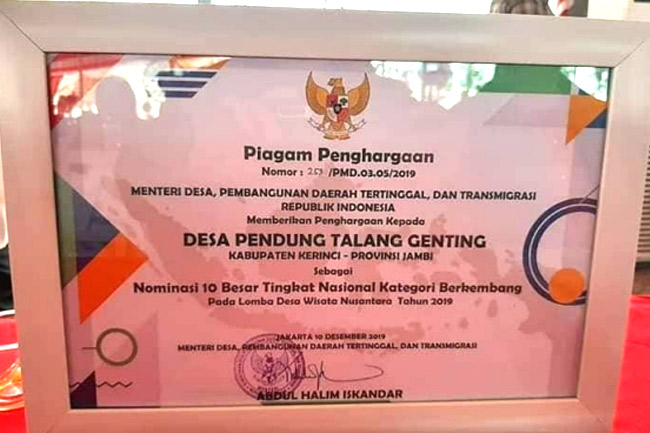 Piagam Penghargaan
Nomor : 253 /PMD.03.05/2019
MENTERI DESA, PEMBANGUNAN DAERAH TERTINGGAL, DAN TRANSMIGRASI
REPUBLIK INDONESIA
Memberikan Penghargaan Kepada
DESA PENDUNG TALANG GENTING
KABUPATEN KERINCI - PROVINSI JAMBI
Sebagai
Nominasi 10 Besar Tingkat Nasional Kategori Berkembang
Pada Lomba Desa Wisata Nusantara Tahun 2019
JAKARTA 10 DESEMBER 2019
MENTERI DESA, PEMBANGUNAN DAERAH TERTINGGAL, DAN TRANSMIGRASI
ABDUL HALIM ISKANDAR